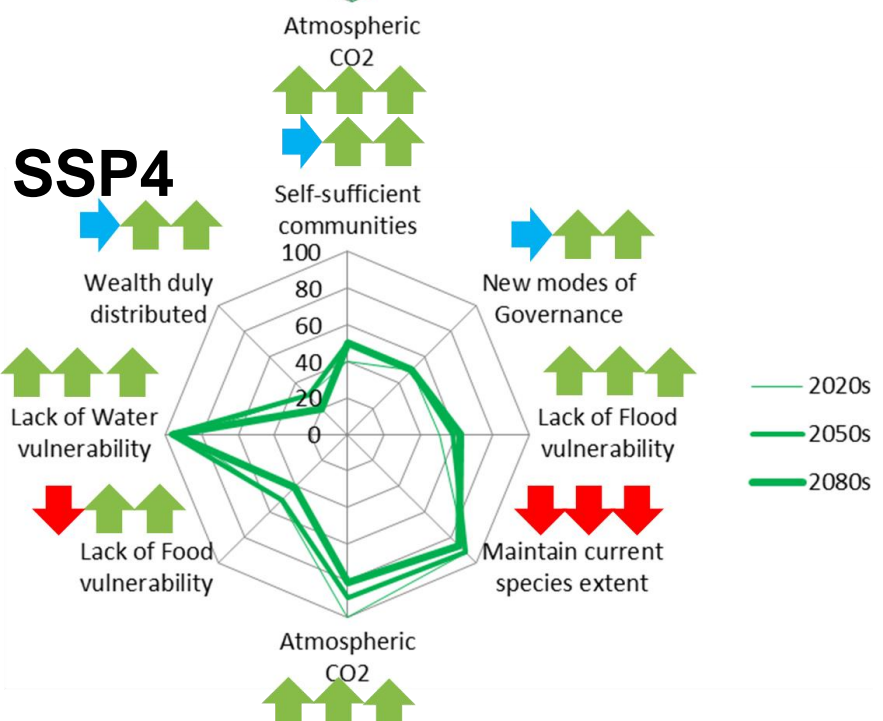 Atmospheric
CO2
SSP4
Self-sufficient
communities
Wealth duly
distributed
New modes of
Governance
100
80
60
40
20
0
Lack of Water
vulnerability
Lack of Flood
vulnerability
2020s
2050s
2080s
Lack of Food
vulnerability
Maintain current
species extent
Atmospheric
CO2